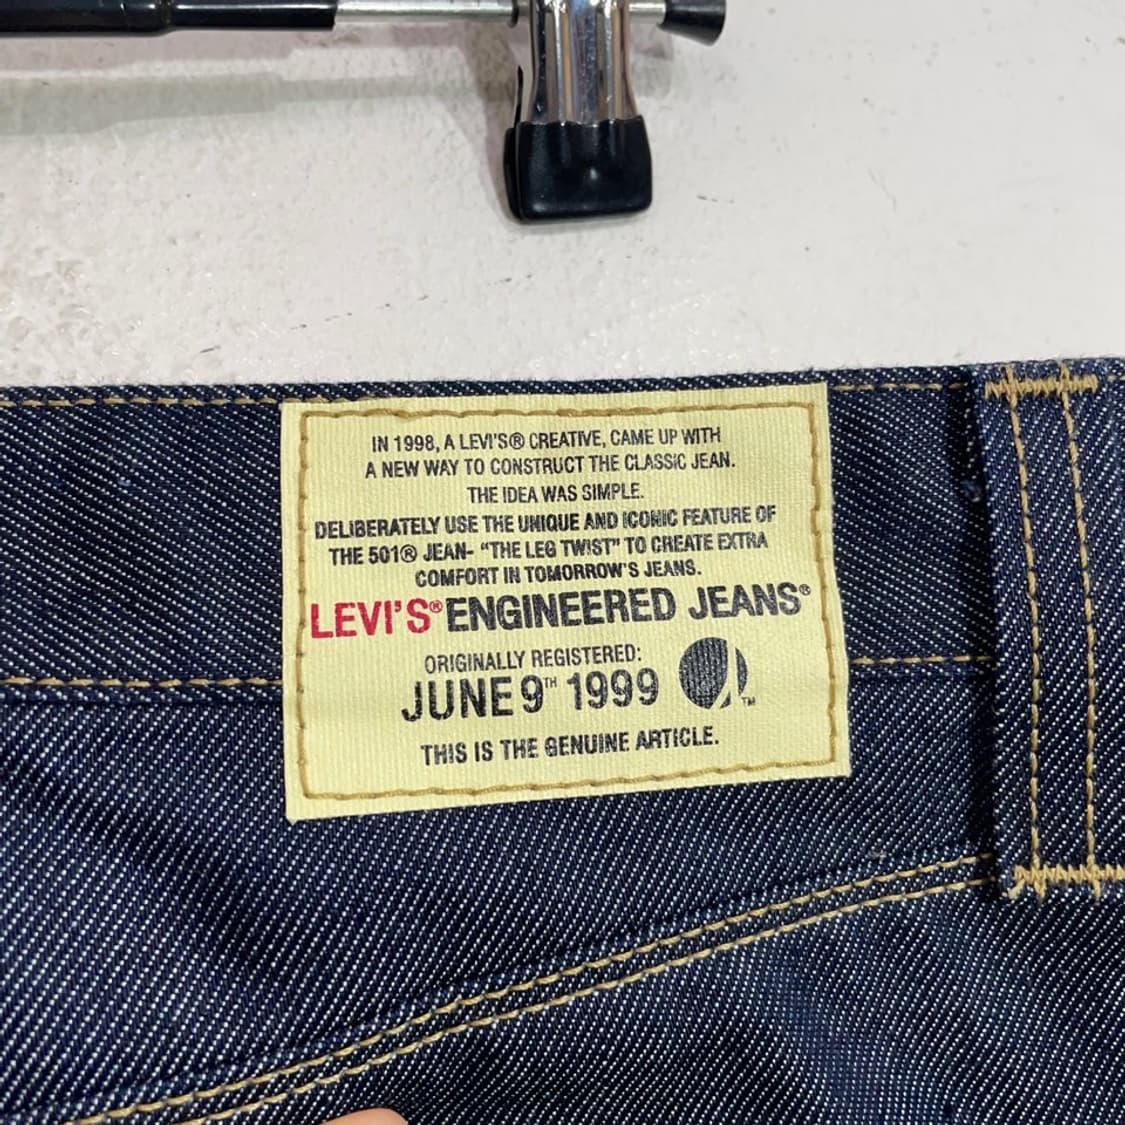 IN 1998, A LEVI'S® CREATIVE, CAME UP WITH
A NEW WAY TO CONSTRUCT THE CLASSIC JEAN.
THE IDEA WAS SIMPLE.
DELIBERATELY USE THE UNIQUE AND ICONIC FEATURE OF
THE 501® JEAN- "THE LEG TWIST" TO CREATE EXTRA
COMFORT IN TOMORROW'S JEANS.
LEVI'S® ENGINEERED JEANS®
ORIGINALLY REGISTERED:
JUNE 9TH 1999
TM
THIS IS THE GENUINE ARTICLE.